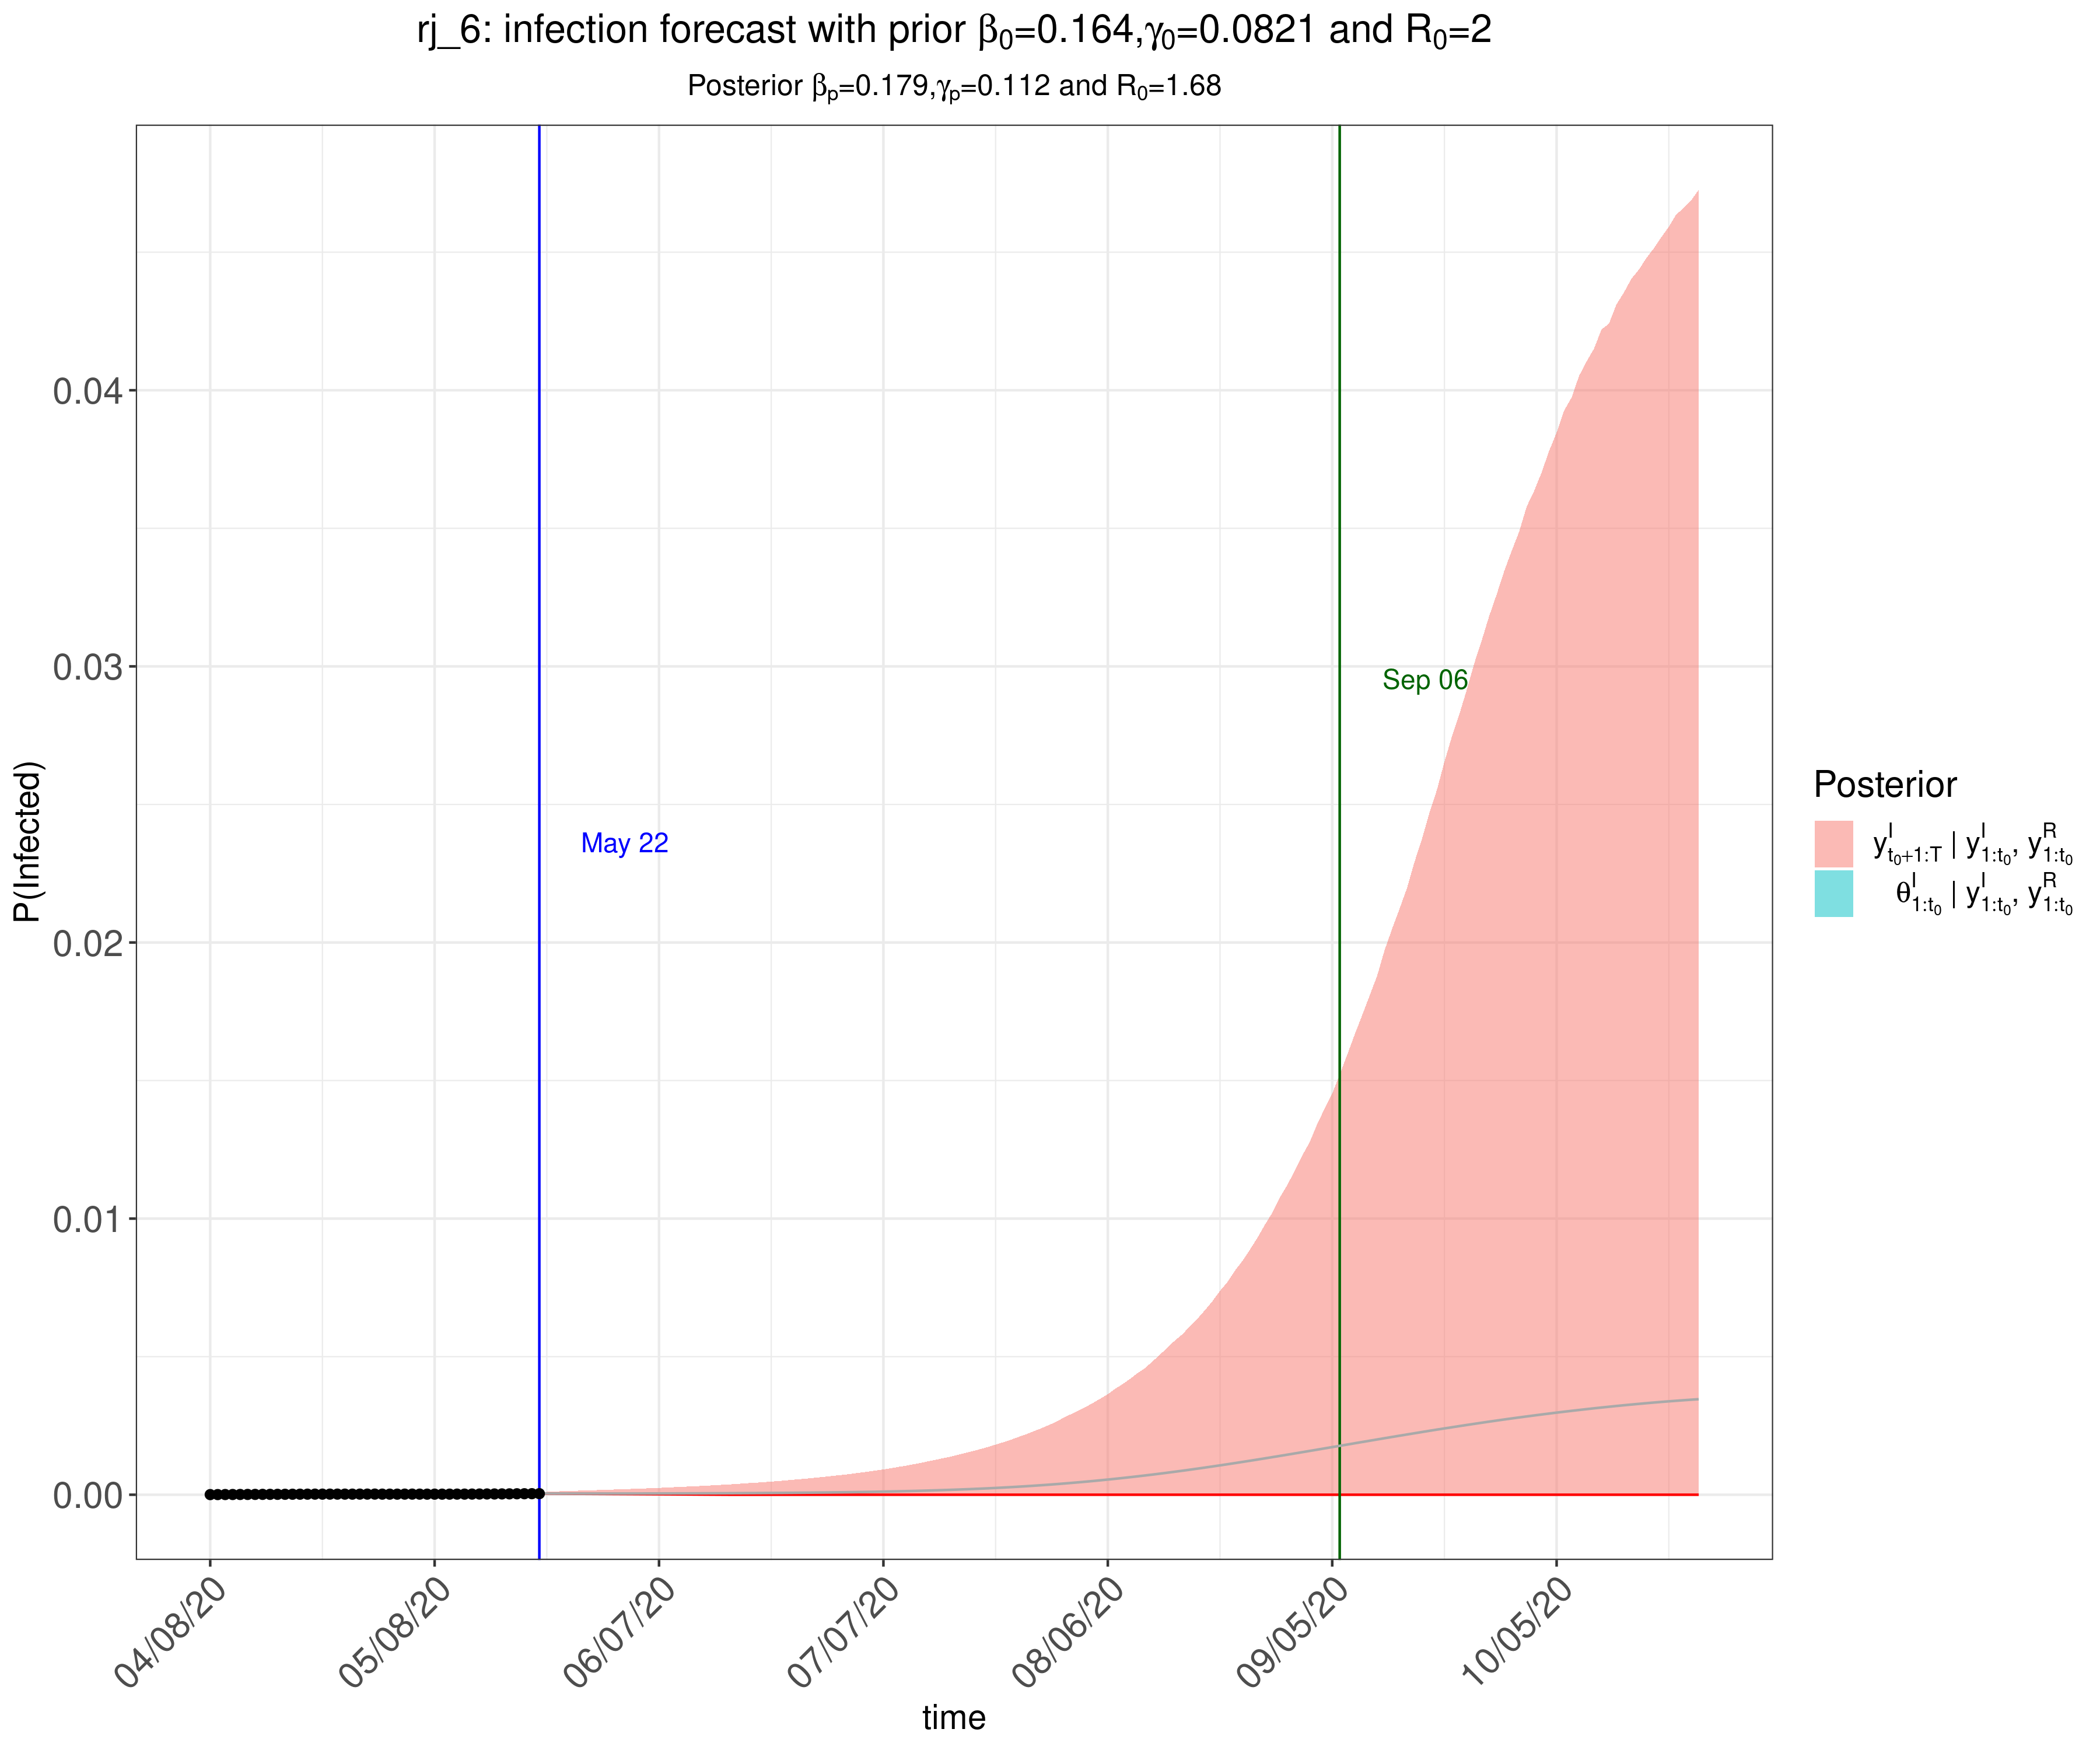 rj_6: infection forecast with prior β₀=0.164,γ₀=0.0821 and R₀=2
Posterior βₚ=0.179,γₚ=0.112 and R₀=1.68
P(Infected)
0.04
0.03
0.02
0.01
0.00
May 22
Sep 06
04/08/20
05/08/20
06/07/20
07/07/20
08/06/20
09/05/20
10/05/20
time
Posterior
y^I_{t₀+1:T} | y^I_{1:t₀}, y^R_{1:t₀}
θ^I_{1:t₀} | y^I_{1:t₀}, y^R_{1:t₀}